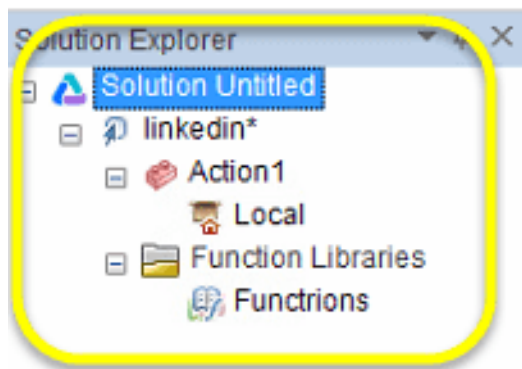 Solution Explorer
Solution Untitled
linkedin*
Action1
Local
Function Libraries
Functrions